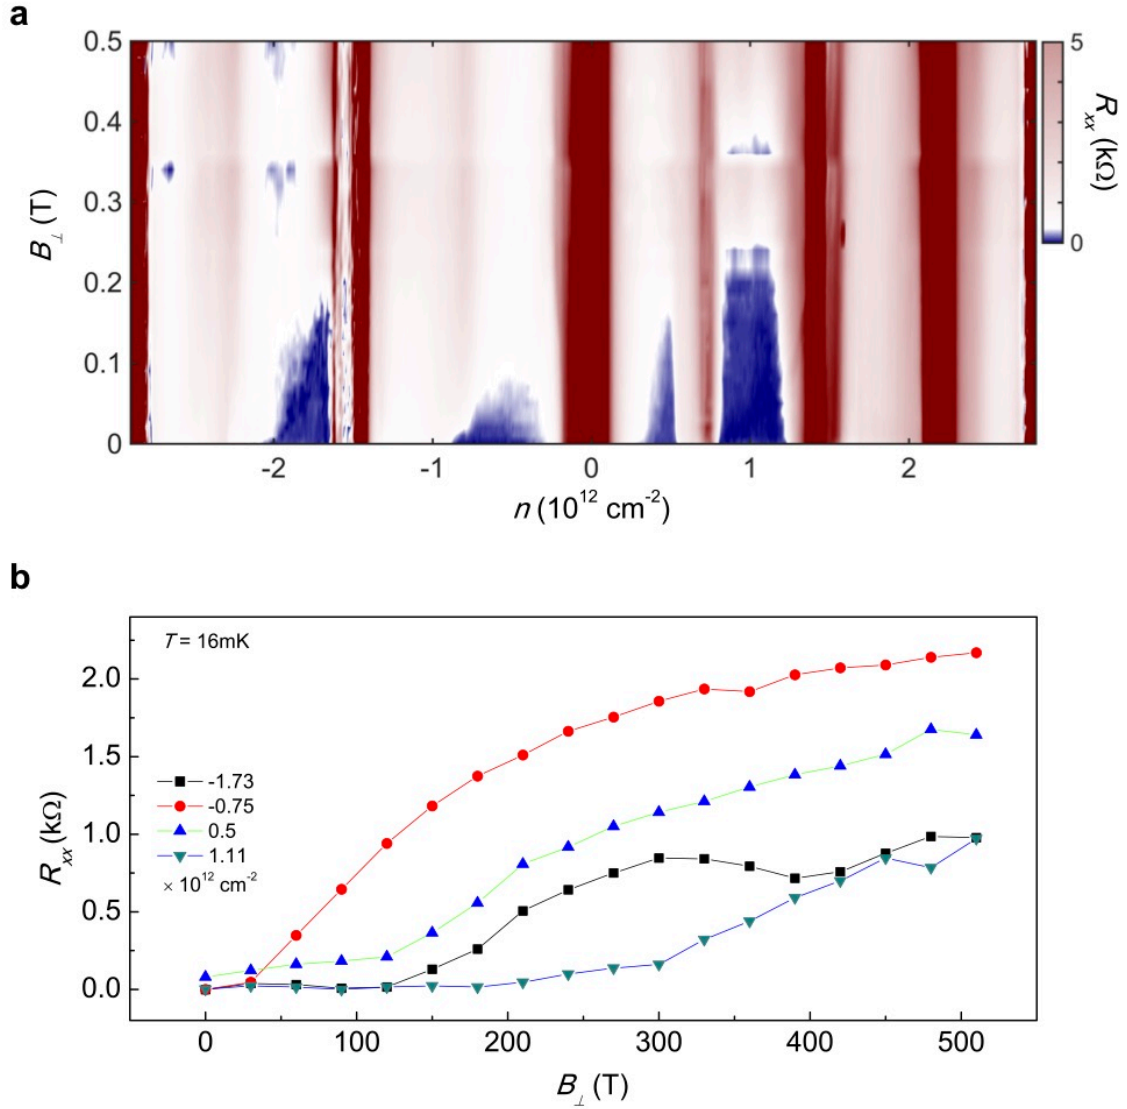 a
0.5
0.4
0.3
0.2
0.1
0
B⊥ (T)
-2 -1 0 1 2
n (10¹² cm⁻²)
5
0
Rxx (kΩ)
b
T = 16mK
2.0
1.5
1.0
0.5
0.0
Rxx (kΩ)
-1.73
-0.75
0.5
1.11
× 10¹² cm⁻²
0 100 200 300 400 500
B⊥ (T)